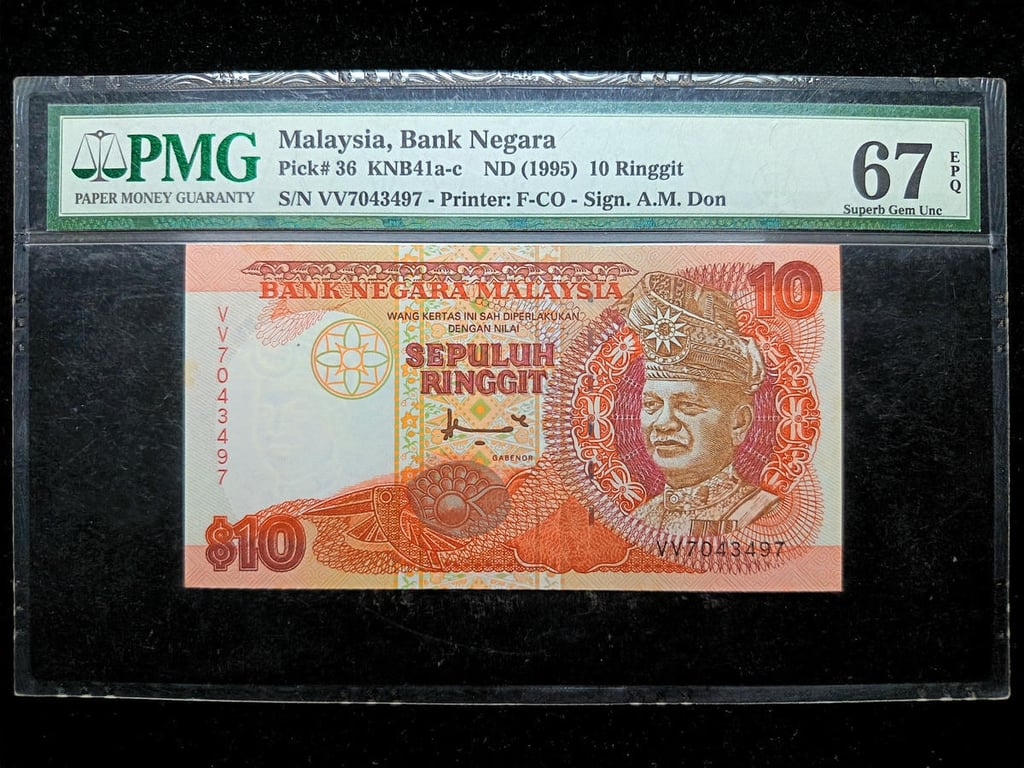 PMG
PAPER MONEY GUARANTY
Malaysia, Bank Negara
Pick# 36 KNB41a-c ND (1995) 10 Ringgit
S/N VV7043497 - Printer: F-CO - Sign. A.M. Don
67
EPQ
Superb Gem Unc
BANK NEGARA MALAYSIA
10
WANG KERTAS INI SAH DIPERLAKUKAN
DENGAN NILAI
SEPULUH
RINGGIT
GABENOR
VV7043497
$10
VV7043497